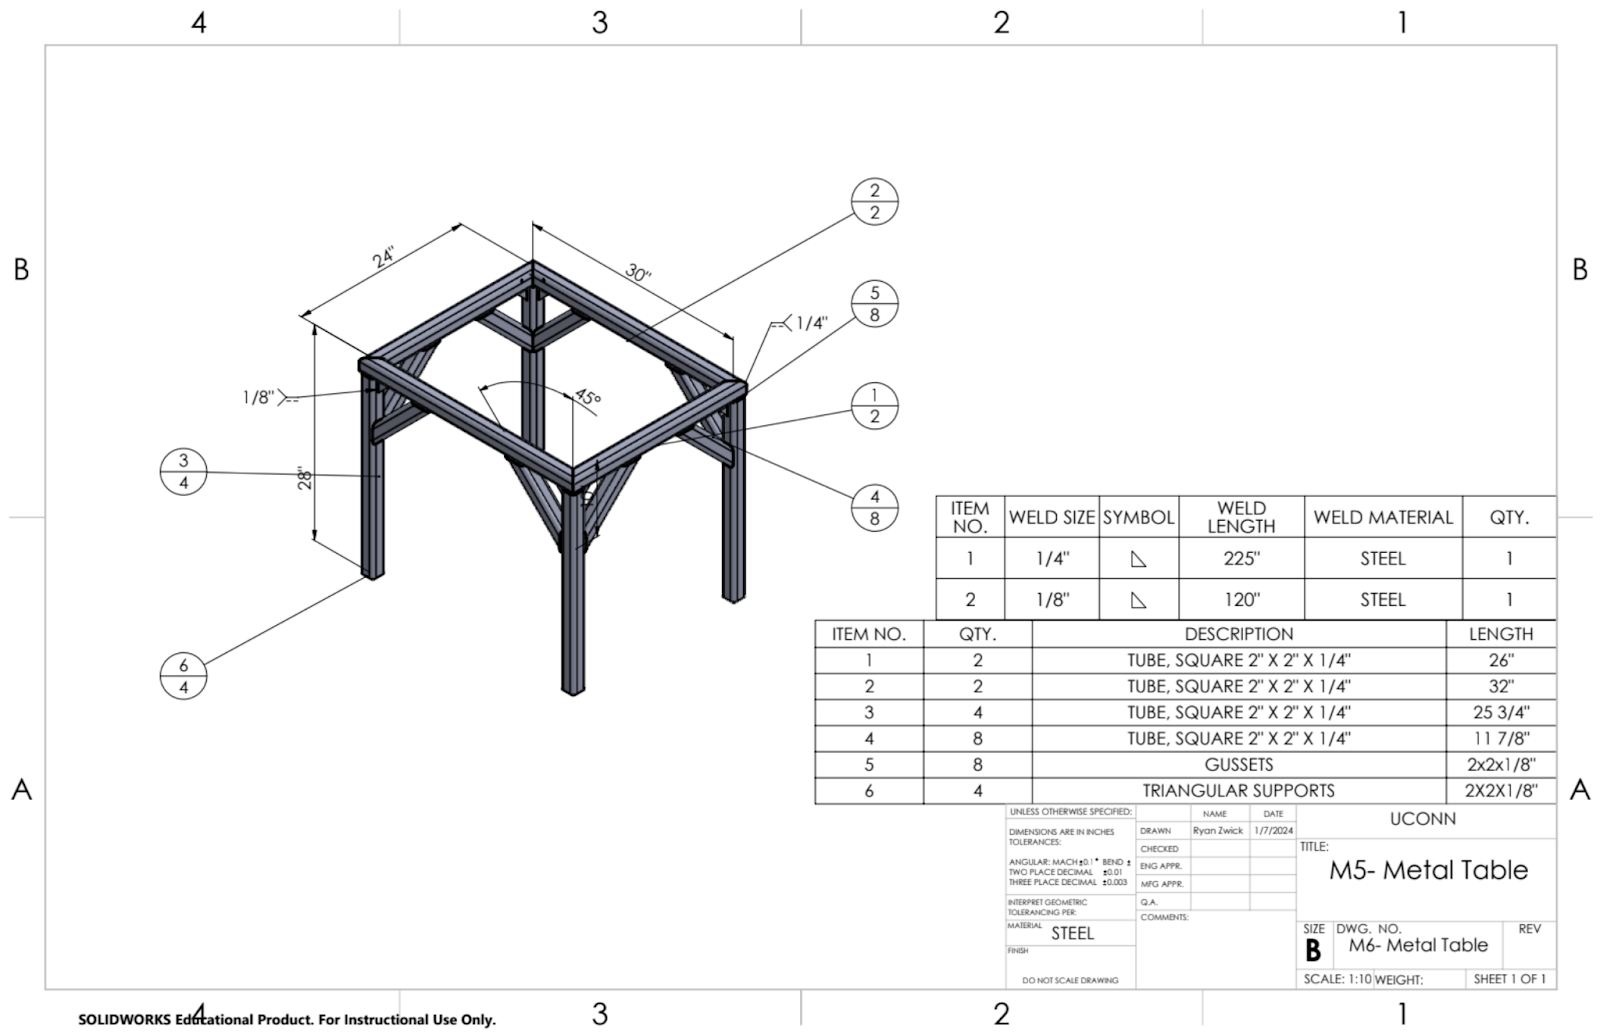 4 3 2 1
B B
A A
24"
30"
28"
45°
1/4"
1/8"
2
2
5
8
1
2
4
8
3
4
6
4
ITEM NO. WELD SIZE SYMBOL WELD LENGTH WELD MATERIAL QTY.
1 1/4" 225" STEEL 1
2 1/8" 120" STEEL 1
ITEM NO. QTY. DESCRIPTION LENGTH
1 2 TUBE, SQUARE 2" X 2" X 1/4" 26"
2 2 TUBE, SQUARE 2" X 2" X 1/4" 32"
3 4 TUBE, SQUARE 2" X 2" X 1/4" 25 3/4"
4 8 TUBE, SQUARE 2" X 2" X 1/4" 11 7/8"
5 8 GUSSETS 2x2x1/8"
6 4 TRIANGULAR SUPPORTS 2X2X1/8"
UNLESS OTHERWISE SPECIFIED:
DIMENSIONS ARE IN INCHES
TOLERANCES:
ANGULAR: MACH ±0.1° BEND ±
TWO PLACE DECIMAL ±0.01
THREE PLACE DECIMAL ±0.003
INTERPRET GEOMETRIC
TOLERANCING PER:
MATERIAL
STEEL
FINISH
DO NOT SCALE DRAWING
NAME DATE
DRAWN Ryan Zwick 1/7/2024
CHECKED
ENG APPR.
MFG APPR.
Q.A.
COMMENTS:
UCONN
TITLE:
M5- Metal Table
SIZE DWG. NO. REV
B M6- Metal Table
SCALE: 1:10 WEIGHT: SHEET 1 OF 1
4 3 2 1
SOLIDWORKS Educational Product. For Instructional Use Only.